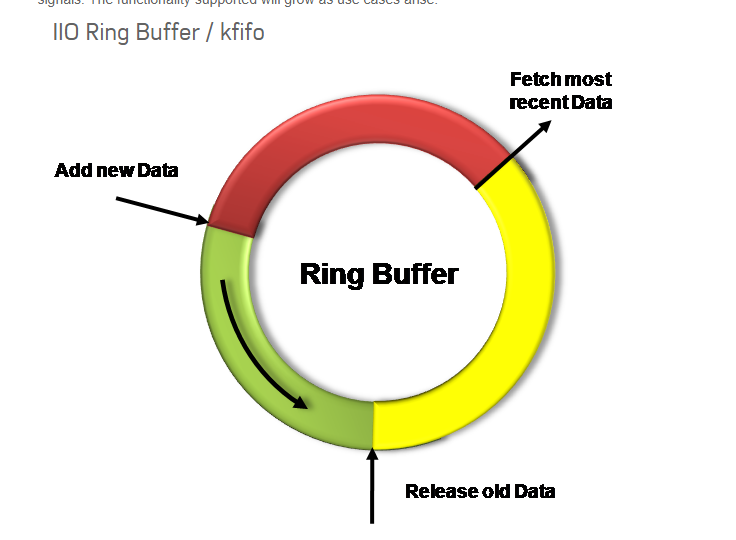 signals. The functionality supported will grow as use cases arise.
IIO Ring Buffer / kfifo
Fetch most
recent Data
Add new Data
Ring Buffer
Release old Data